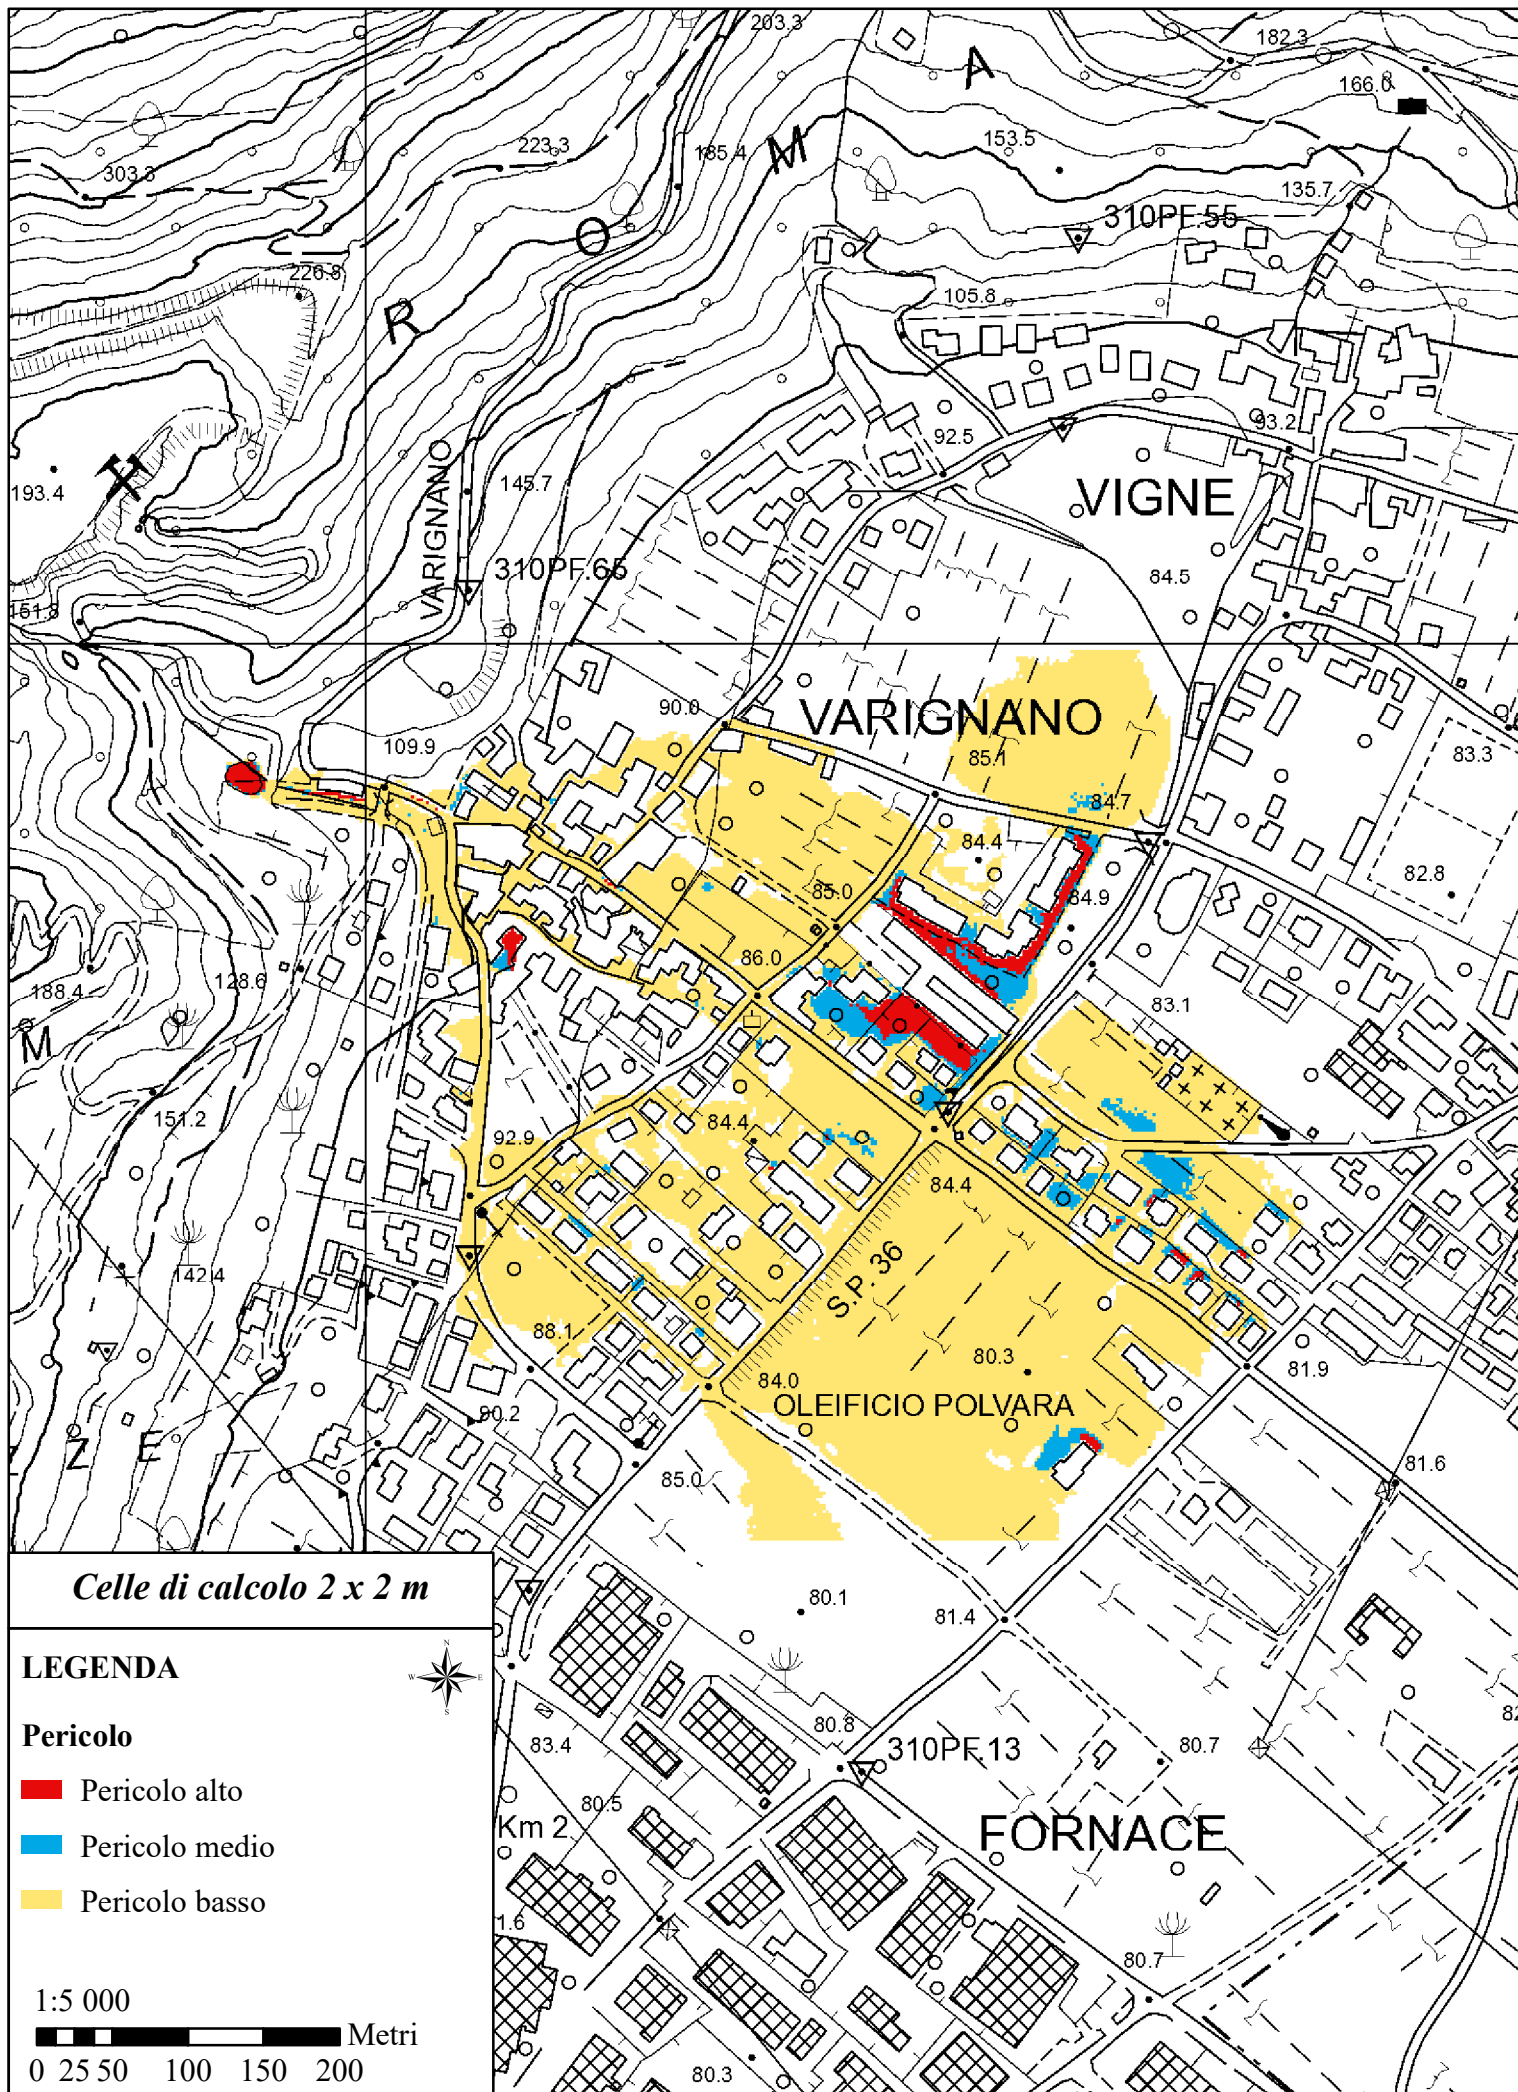 203.3
A
182.3
166.0
M
153.5
223.3
185.4
303.3
135.7
310PF.55
O
226.8
105.8
R
92.5
93.2
VARIGNANO
145.7
193.4
VIGNE
310PF.65
84.5
151.8
90.0
VARIGNANO
109.9
85.1
83.3
84.7
84.4
82.8
85.0
84.9
86.0
128.6
188.4
83.1
M
151.2
84.4
92.9
84.4
S.P. 36
142.4
88.1
80.3
81.9
84.0
OLEIFICIO POLVARA
90.2
Z E
85.0
81.6
Celle di calcolo 2 x 2 m
80.1
81.4
LEGENDA
N
W E
S
80.8
Pericolo
83.4
310PF.13
80.7
Pericolo alto
80.5
Km 2
FORNACE
Pericolo medio
Pericolo basso
1.6
80.7
1:5 000
Metri
0 25 50 100 150 200
80.3